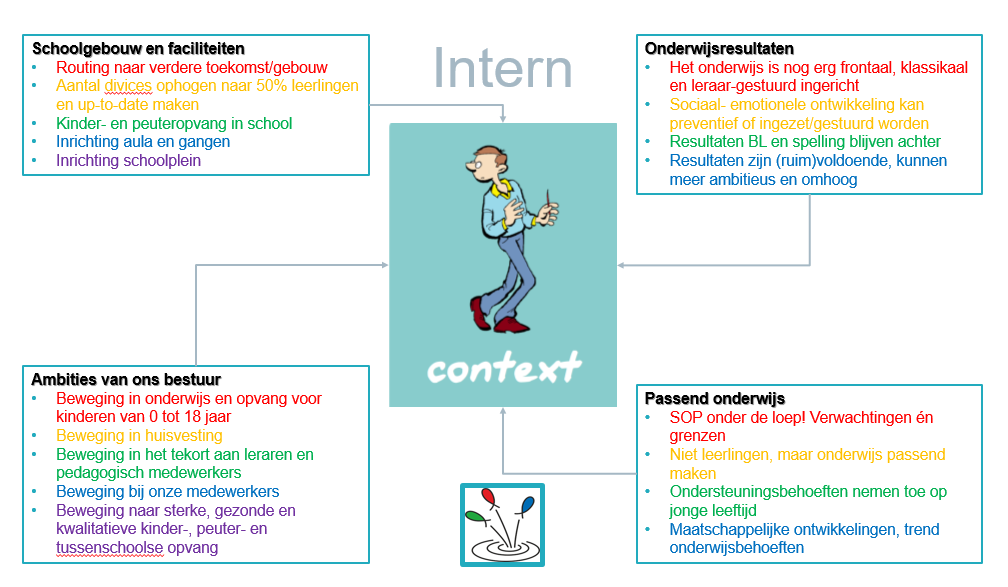 Intern
Schoolgebouw en faciliteiten
• Routing naar verdere toekomst/gebouw
• Aantal divices ophogen naar 50% leerlingen
en up-to-date maken
• Kinder- en peuteropvang in school
• Inrichting aula en gangen
• Inrichting schoolplein
Onderwijsresultaten
• Het onderwijs is nog erg frontaal, klassikaal
en leraar-gestuurd ingericht
• Sociaal- emotionele ontwikkeling kan
preventief of ingezet/gestuurd worden
• Resultaten BL en spelling blijven achter
• Resultaten zijn (ruim)voldoende, kunnen
meer ambitieus en omhoog
context
Ambities van ons bestuur
• Beweging in onderwijs en opvang voor
kinderen van 0 tot 18 jaar
• Beweging in huisvesting
• Beweging in het tekort aan leraren en
pedagogisch medewerkers
• Beweging bij onze medewerkers
• Beweging naar sterke, gezonde en
kwalitatieve kinder-, peuter- en
tussenschoolse opvang
Passend onderwijs
• SOP onder de loep! Verwachtingen én
grenzen
• Niet leerlingen, maar onderwijs passend
maken
• Ondersteuningsbehoeften nemen toe op
jonge leeftijd
• Maatschappelijke ontwikkelingen, trend
onderwijsbehoeften